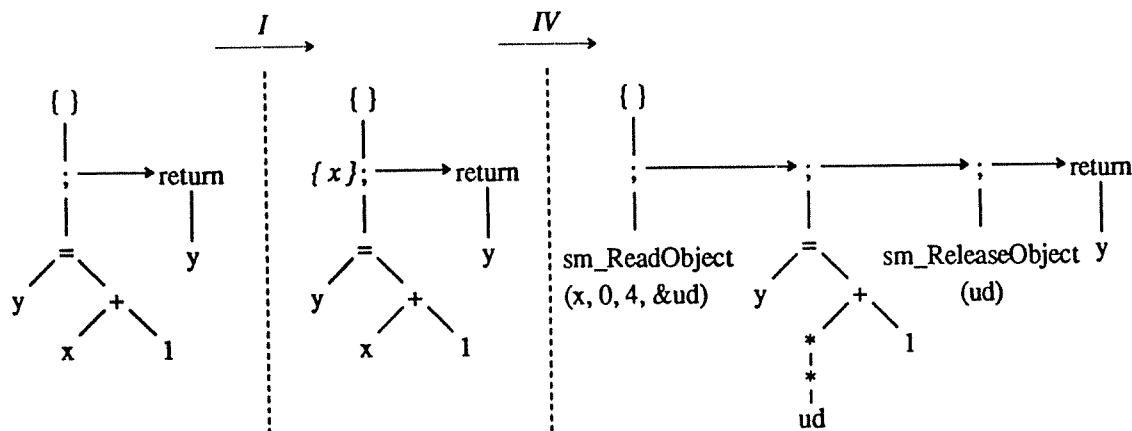 I
IV
{ }
;
return
=
y
y
+
x
1
{ }
{ x } ;
return
=
y
y
+
x
1
{ }
;
;
;
return
sm_ReadObject
(x, 0, 4, &ud)
=
y
+
*
*
ud
1
sm_ReleaseObject
(ud)
y